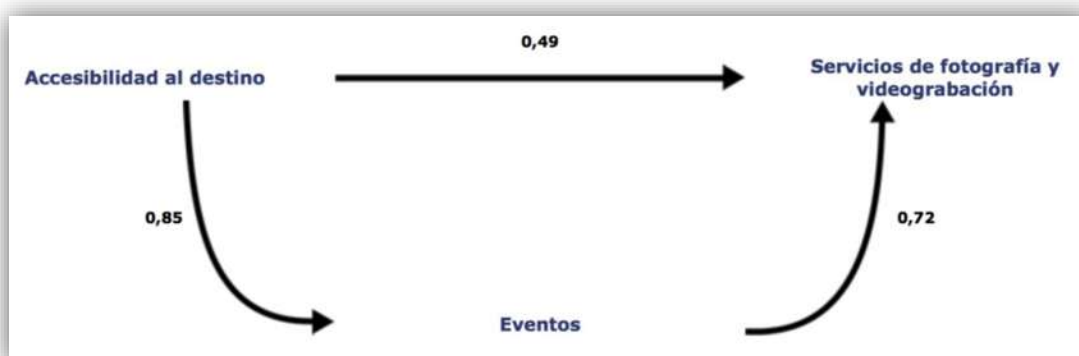 0,49
Accesibilidad al destino
Servicios de fotografía y
videograbación
0,85
0,72
Eventos